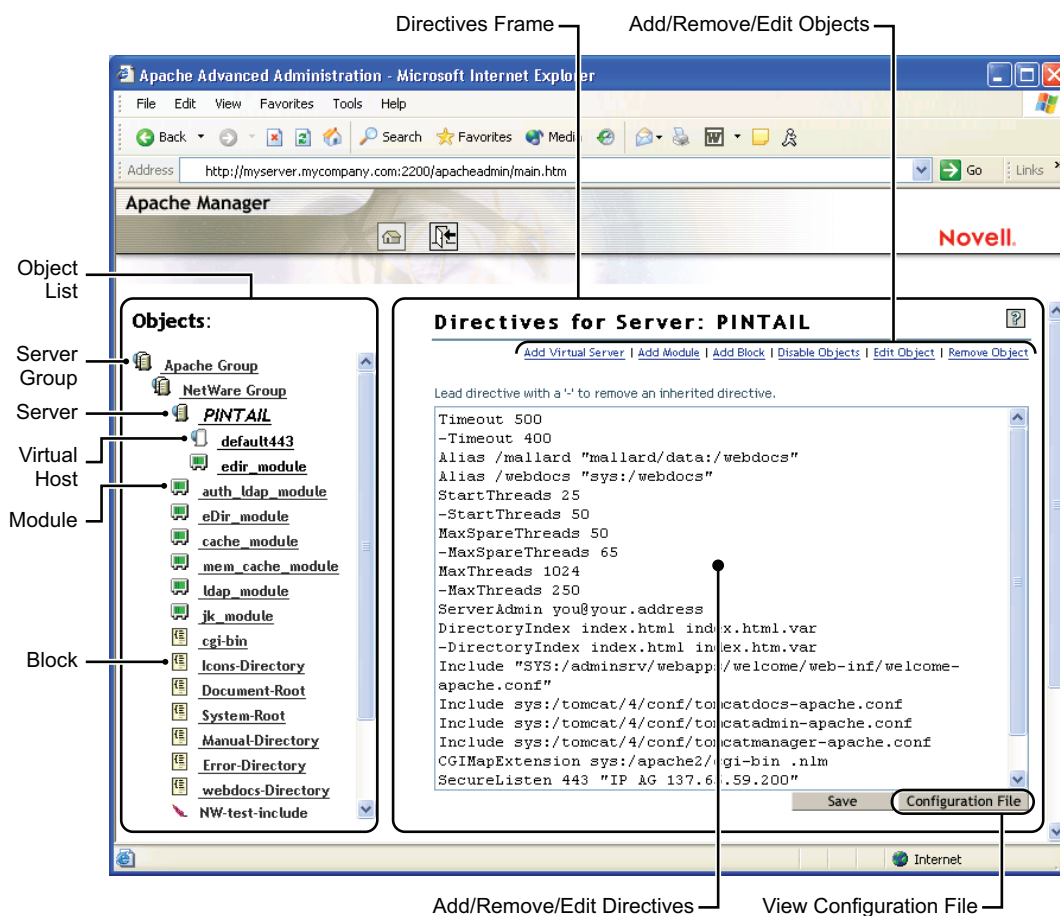 Directives Frame
Add/Remove/Edit Objects
Apache Advanced Administration - Microsoft Internet Explorer
File Edit View Favorites Tools Help
Back Search Favorites Media
Address http://myserver.mycompany.com:2200/apacheadmin/main.htm Go Links »
Apache Manager
Novell.
Object
List
Objects:
Directives for Server: PINTAIL
?
Add Virtual Server | Add Module | Add Block | Disable Objects | Edit Object | Remove Object
Server
Group
Apache Group
NetWare Group
Server
PINTAIL
Virtual
Host
default443
edir_module
Module
auth_ldap_module
eDir_module
cache_module
mem_cache_module
ldap_module
jk_module
cgi-bin
Block
Icons-Directory
Document-Root
System-Root
Manual-Directory
Error-Directory
webdocs-Directory
NW-test-include
Lead directive with a '-' to remove an inherited directive.
Timeout 500
-Timeout 400
Alias /mallard "mallard/data:/webdocs"
Alias /webdocs "sys:/webdocs"
StartThreads 25
-StartThreads 50
MaxSpareThreads 50
-MaxSpareThreads 65
MaxThreads 1024
-MaxThreads 250
ServerAdmin you@your.address
DirectoryIndex index.html index.html.var
-DirectoryIndex index.html index.htm.var
Include "SYS:/adminsrv/webapps/welcome/web-inf/welcome-
apache.conf"
Include sys:/tomcat/4/conf/tomcatdocs-apache.conf
Include sys:/tomcat/4/conf/tomcatadmin-apache.conf
Include sys:/tomcat/4/conf/tomcatmanager-apache.conf
CGIMapExtension sys:/apache2/cgi-bin .nlm
SecureListen 443 "IP AG
Save Configuration File
Internet
Add/Remove/Edit Directives
View Configuration File